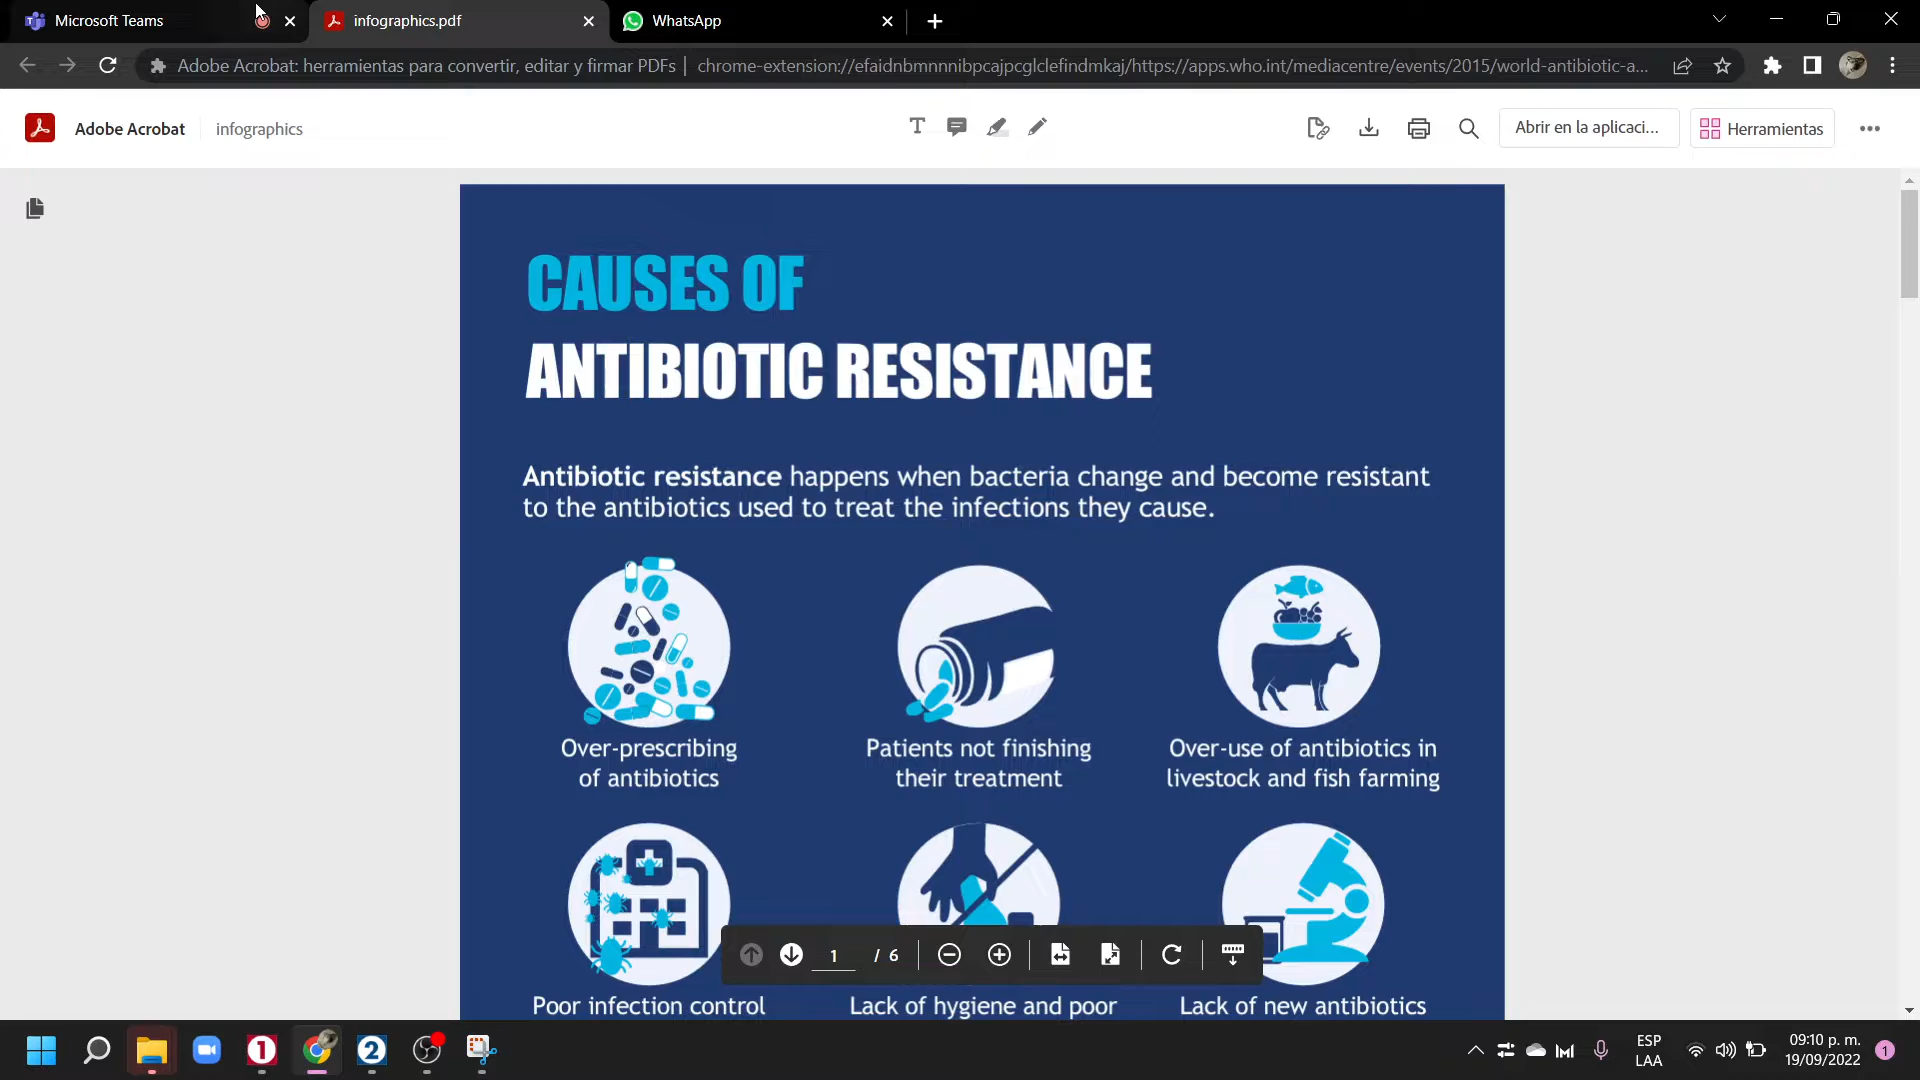 Microsoft Teams
infographics.pdf
WhatsApp
Adobe Acrobat: herramientas para convertir, editar y firmar PDFs | chrome-extension://efaidnbmnnnibpcajpcglclefindmkaj/https://apps.who.int/mediacentre/events/2015/world-antibiotic-a...
Adobe Acrobat
infographics
T
Abrir en la aplicaci...
Herramientas
CAUSES OF
ANTIBIOTIC RESISTANCE
Antibiotic resistance happens when bacteria change and become resistant
to the antibiotics used to treat the infections they cause.
Over-prescribing
of antibiotics
Patients not finishing
their treatment
Over-use of antibiotics in
livestock and fish farming
1 / 6
Poor infection control
Lack of hygiene and poor
Lack of new antibiotics
1
2
ESP
LAA
09:10 p. m.
19/09/2022
1